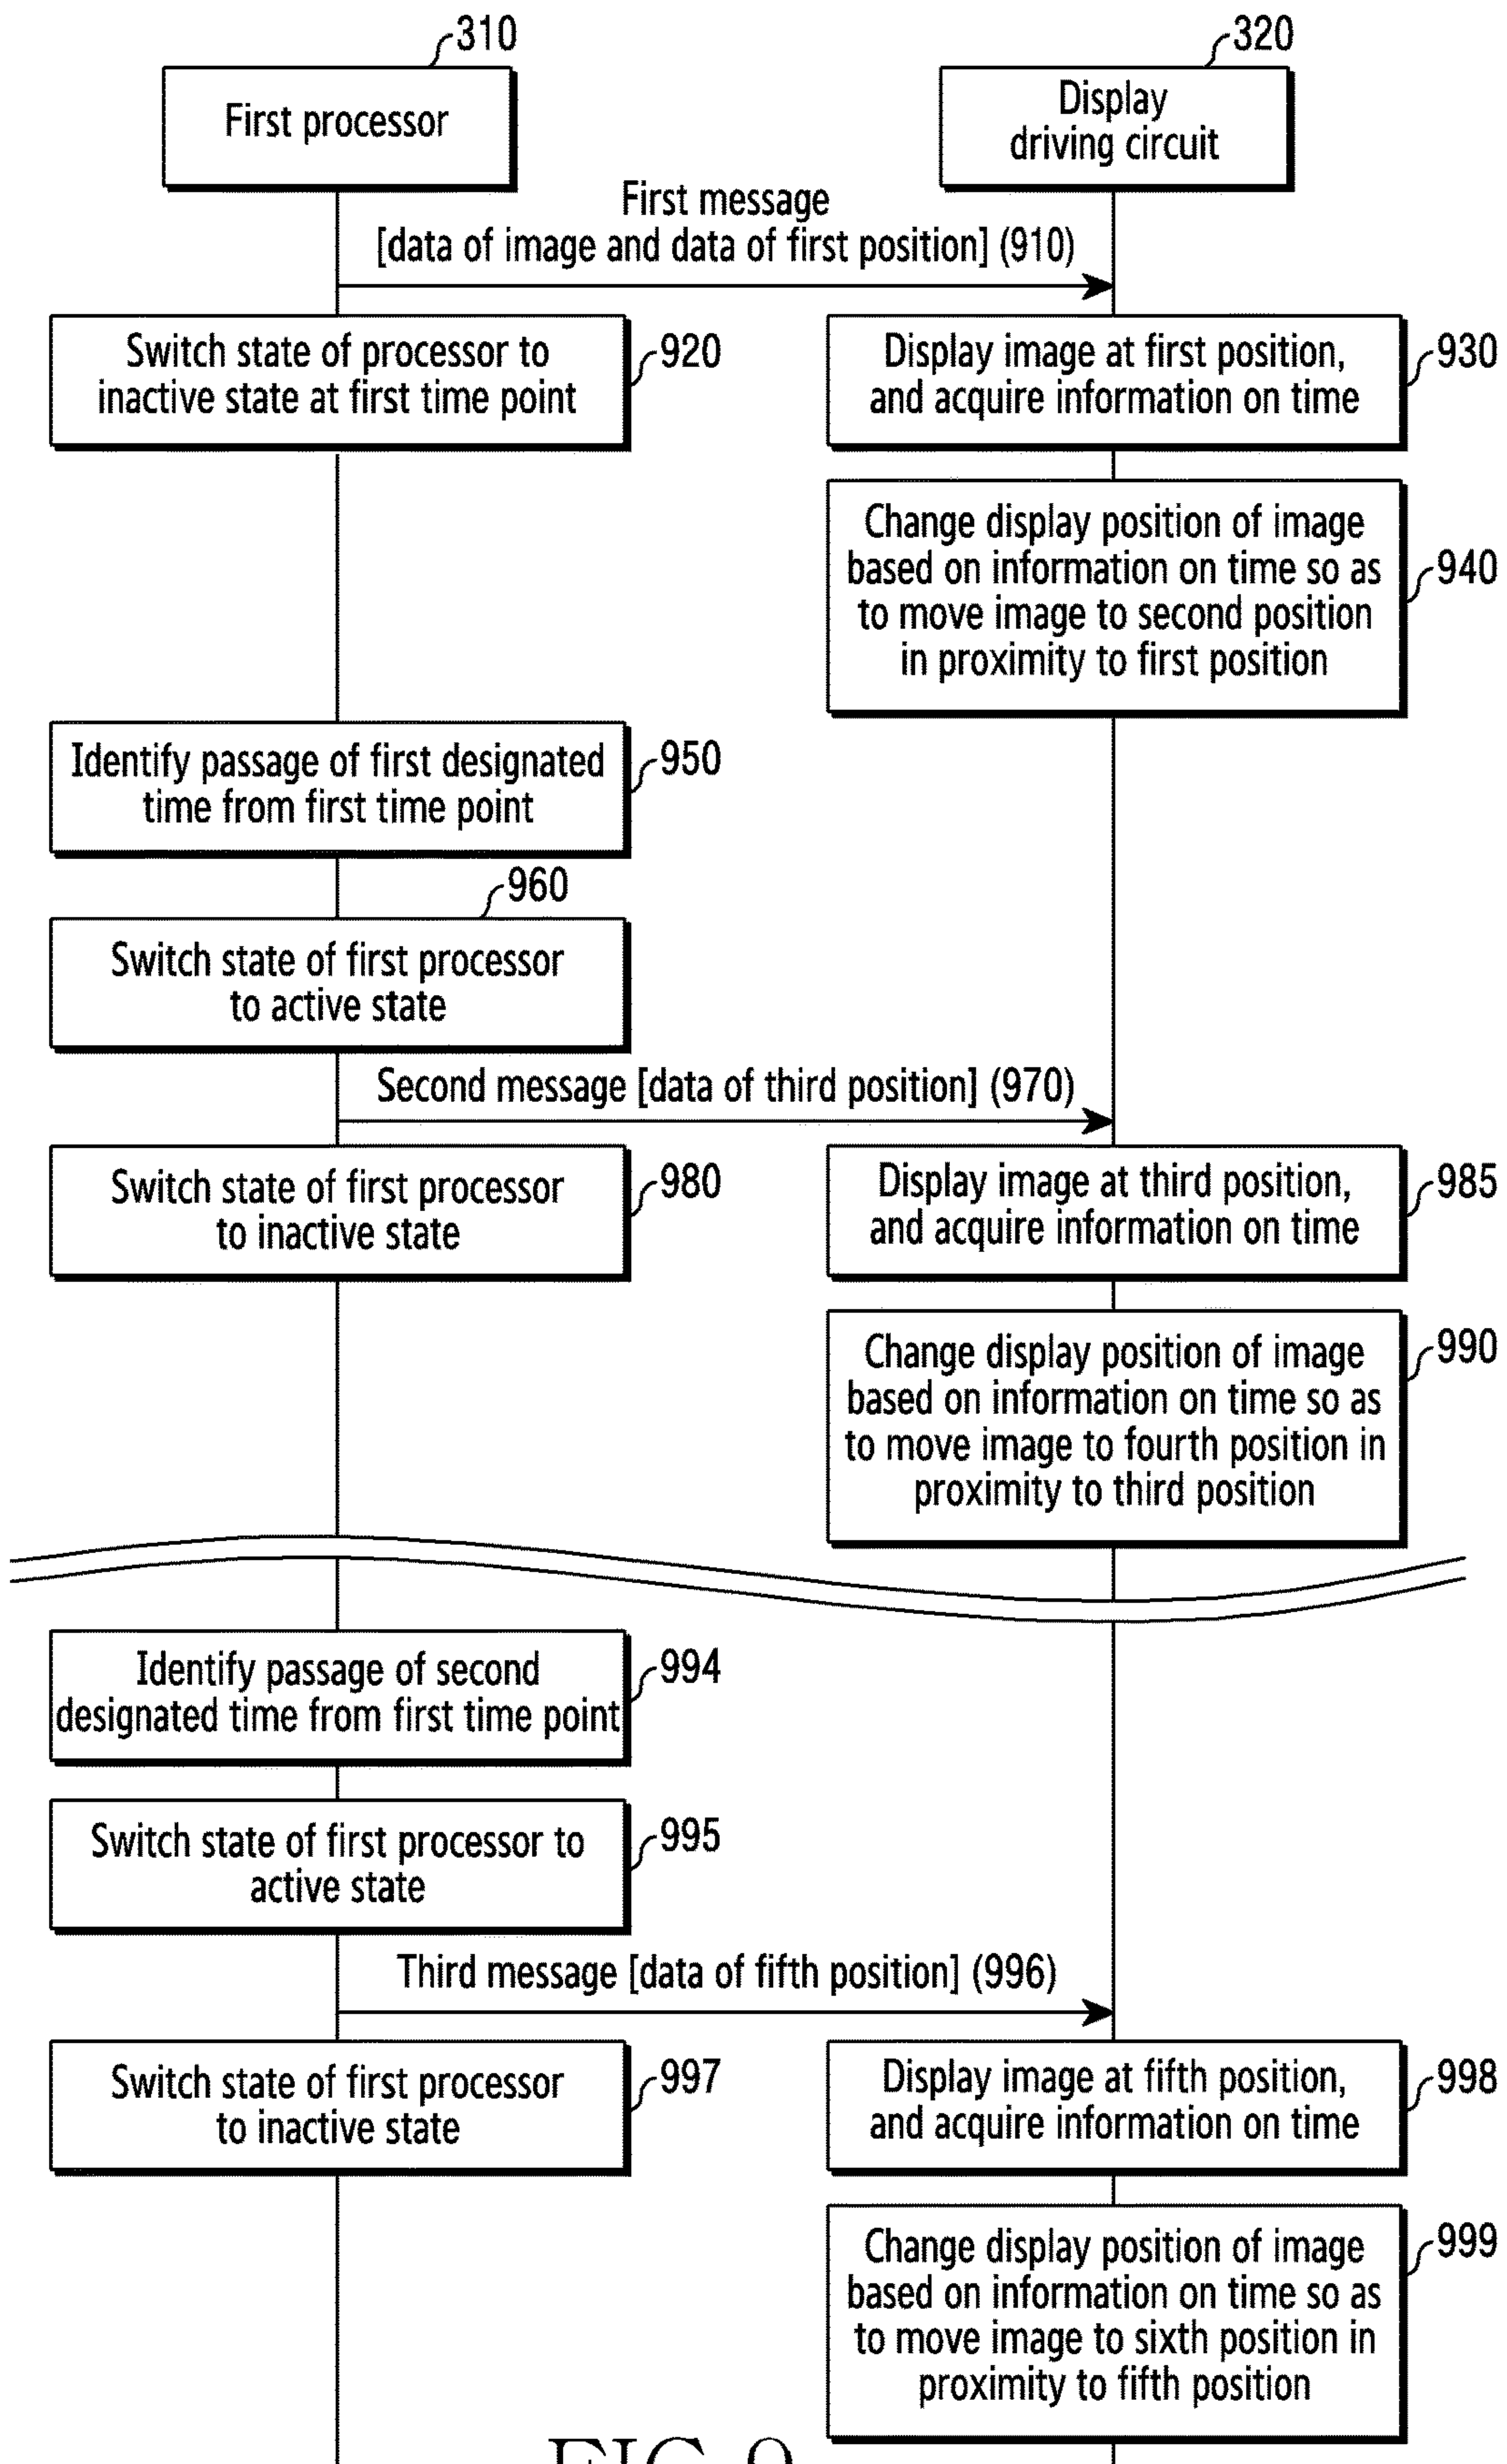 310
320
First processor
Display
driving circuit
First message
[data of image and data of first position] (910)
Switch state of processor to
inactive state at first time point
920
Display image at first position,
and acquire information on time
930
Change display position of image
based on information on time so as
to move image to second position
in proximity to first position
940
Identify passage of first designated
time from first time point
950
960
Switch state of first processor
to active state
Second message [data of third position] (970)
Switch state of first processor
to inactive state
980
Display image at third position,
and acquire information on time
985
Change display position of image
based on information on time so as
to move image to fourth position in
proximity to third position
990
Identify passage of second
designated time from first time point
994
Switch state of first processor to
active state
995
Third message [data of fifth position] (996)
Switch state of first processor
to inactive state
997
Display image at fifth position,
and acquire information on time
998
Change display position of image
based on information on time so as
to move image to sixth position in
proximity to fifth position
999
FIG 9